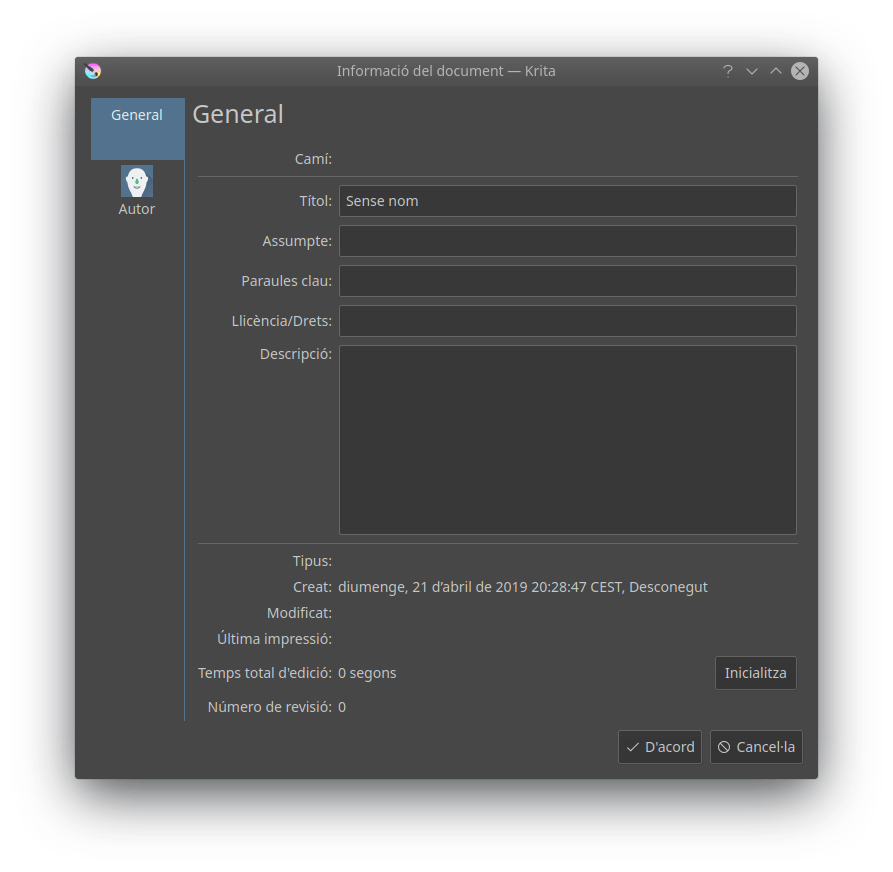 Informació del document — Krita
General
Autor
General
Camí:
Títol: Sense nom
Assumpte:
Paraules clau:
Llicència/Drets:
Descripció:
Tipus:
Creat: diumenge, 21 d’abril de 2019 20:28:47 CEST, Desconegut
Modificat:
Última impressió:
Temps total d'edició: 0 segons Inicialitza
Número de revisió: 0
D'acord Cancel·la